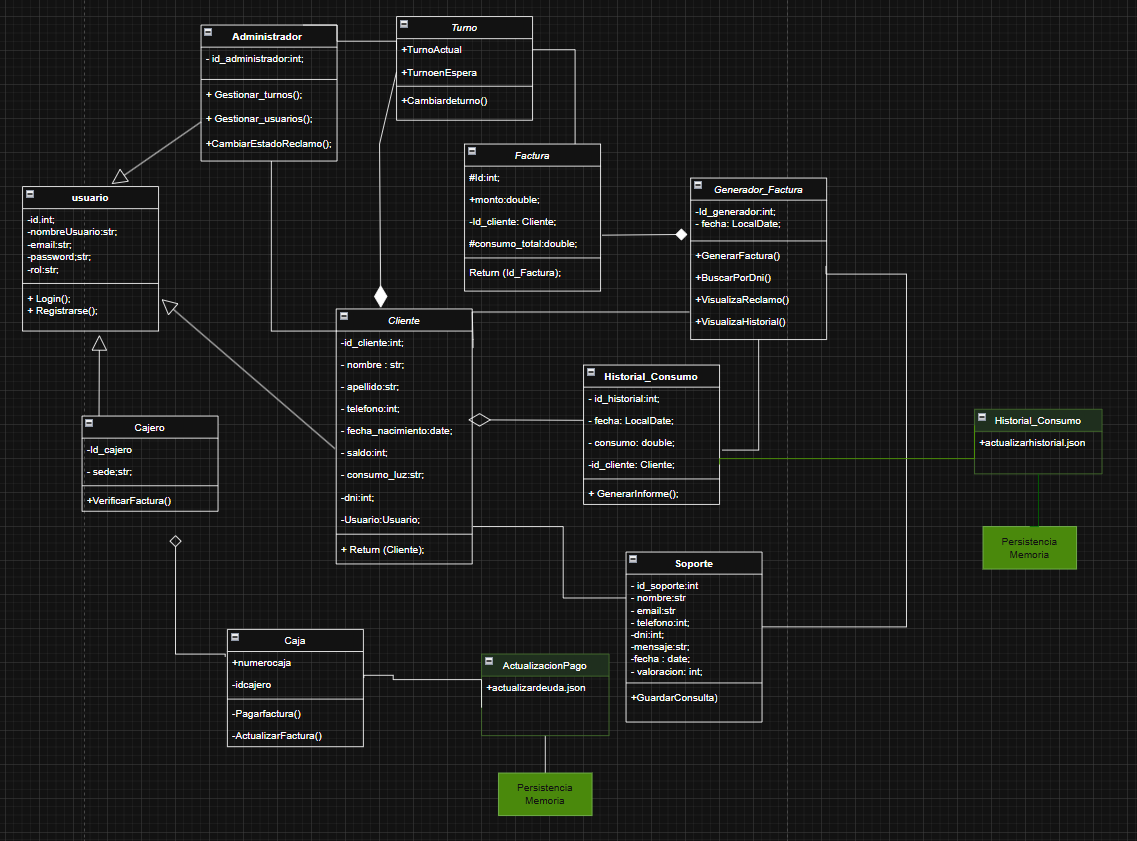 Administrador
- id_administrador:int;
+ Gestionar_turnos();
+ Gestionar_usuarios();
+CambiarEstadoReclamo();
Turno
+TurnoActual
+TurnoenEspera
+Cambiardeturno()
Factura
#Id:int;
+monto:double;
-Id_cliente: Cliente;
#consumo_total:double;
Return (Id_Factura);
Generador_Factura
-Id_generador:int;
- fecha: LocalDate;
+GenerarFactura()
+BuscarPorDni()
+VisualizaReclamo()
+VisualizaHistorial()
usuario
-id.int;
-nombreUsuario:str;
-email:str;
-password;str;
-rol:str;
+ Login();
+ Registrarse();
Cliente
-id_cliente:int;
- nombre : str;
- apellido:str;
- telefono:int;
- fecha_nacimiento:date;
- saldo:int;
- consumo_luz:str;
-dni:int;
-Usuario:Usuario;
+ Return (Cliente);
Historial_Consumo
- id_historial:int;
- fecha: LocalDate;
- consumo: double;
-id_cliente: Cliente;
+ GenerarInforme();
Historial_Consumo
+actualizarhistorial.json
Persistencia
Memoria
Cajero
-Id_cajero
- sede;str;
+VerificarFactura()
Soporte
- id_soporte:int
- nombre:str
- email:str
- telefono:int;
-dni:int;
-mensaje:str;
-fecha : date;
- valoracion: int;
+GuardarConsulta)
Caja
+numerocaja
-idcajero
-Pagarfactura()
-ActualizarFactura()
ActualizacionPago
+actualizardeuda.json
Persistencia
Memoria